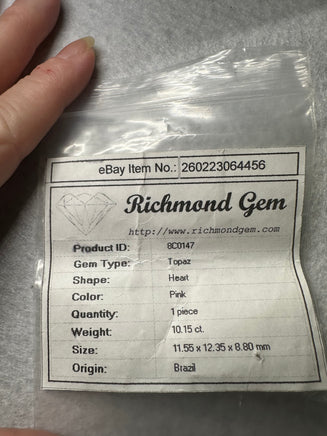 eBay Item No.: 260223064456
Richmond Gem
http://www.richmondgem.com
Product ID: 8C0147
Gem Type: Topaz
Shape: Heart
Color: Pink
Quantity: 1 piece
Weight: 10.15 ct.
Size: 11.55 x 12.35 x 8.80 mm
Origin: Brazil